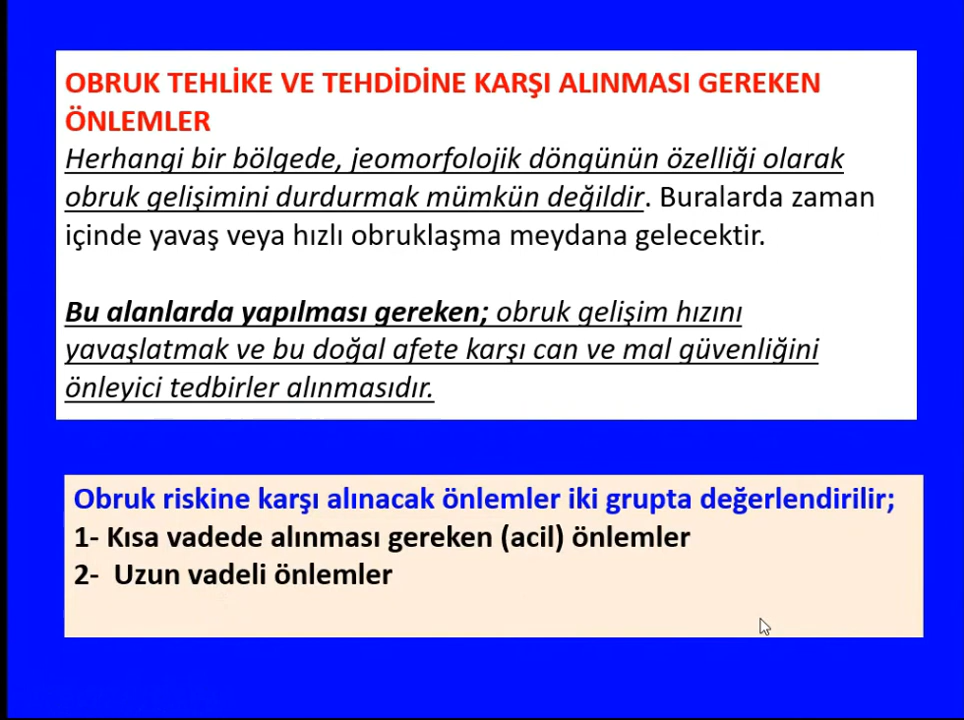 OBRUK TEHLİKE VE TEHDİDİNE KARŞI ALINMASI GEREKEN
ÖNLEMLER
Herhangi bir bölgede, jeomorfolojik döngünün özelliği olarak
obruk gelişimini durdurmak mümkün değildir. Buralarda zaman
içinde yavaş veya hızlı obruklaşma meydana gelecektir.
Bu alanlarda yapılması gereken; obruk gelişim hızını
yavaşlatmak ve bu doğal afete karşı can ve mal güvenliğini
önleyici tedbirler alınmasıdır.
Obruk riskine karşı alınacak önlemler iki grupta değerlendirilir;
1- Kısa vadede alınması gereken (acil) önlemler
2- Uzun vadeli önlemler